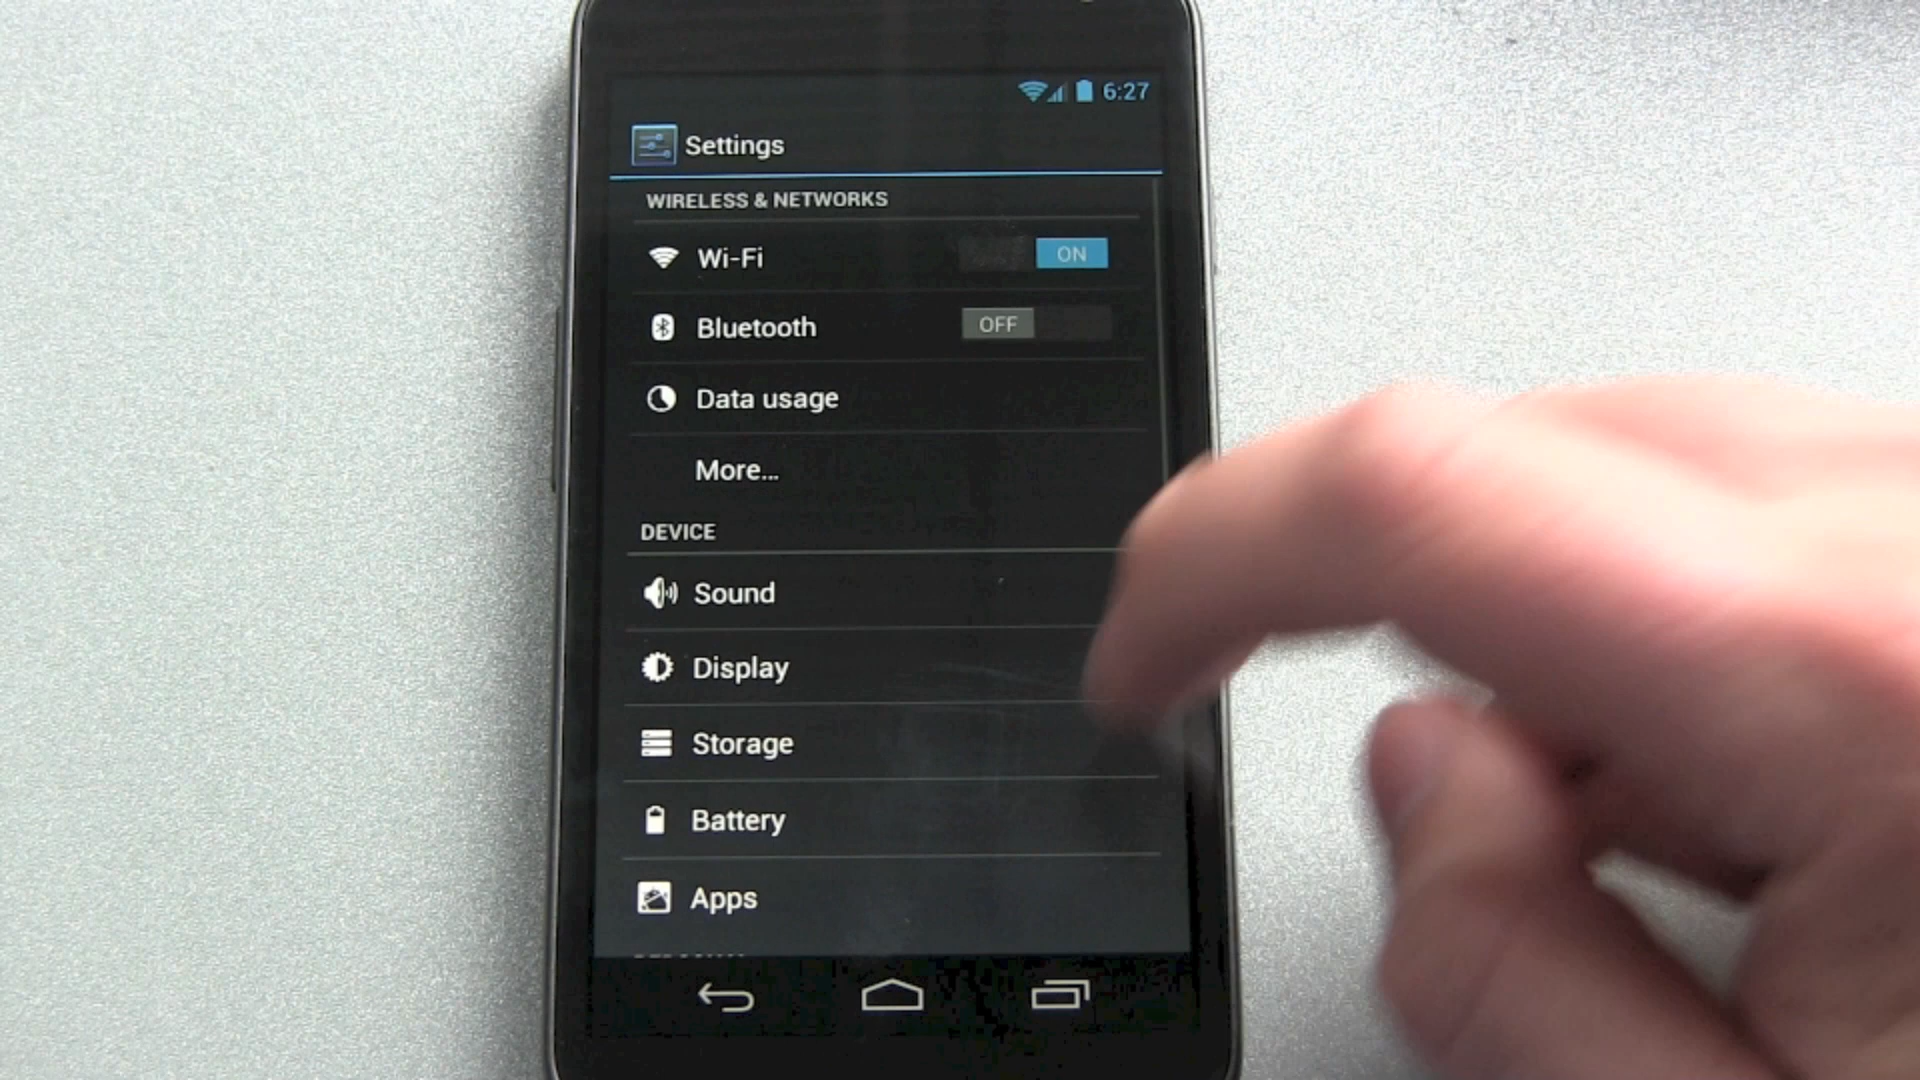 6:27
Settings
WIRELESS & NETWORKS
Wi-Fi ON
Bluetooth OFF
Data usage
More...
DEVICE
Sound
Display
Storage
Battery
Apps